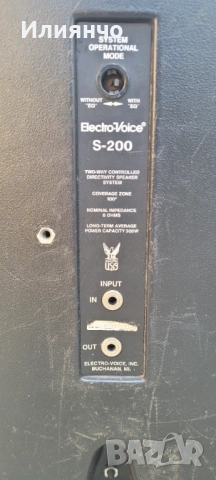 Илиянчо
SYSTEM
OPERATIONAL
MODE
WITHOUT
"EQ"
WITH
"EQ"
Electro-Voice®
S-200
TWO-WAY CONTROLLED
DIRECTIVITY SPEAKER
SYSTEM
COVERAGE ZONE
100°
NOMINAL IMPEDANCE
8 OHMS
LONG-TERM AVERAGE
POWER CAPACITY 300W
INPUT
IN
OUT
ELECTRO-VOICE, INC.
BUCHANAN, MI.
BAZAR